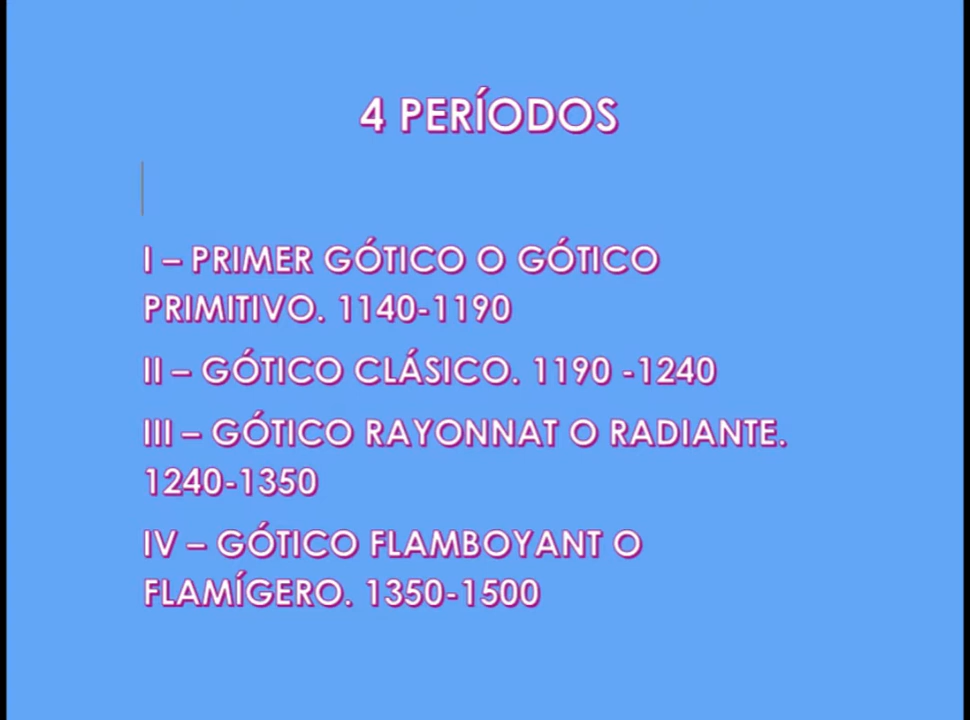 4 PERÍODOS
I – PRIMER GÓTICO O GÓTICO
PRIMITIVO. 1140-1190
II – GÓTICO CLÁSICO. 1190 -1240
III – GÓTICO RAYONNAT O RADIANTE.
1240-1350
IV – GÓTICO FLAMBOYANT O
FLAMÍGERO. 1350-1500